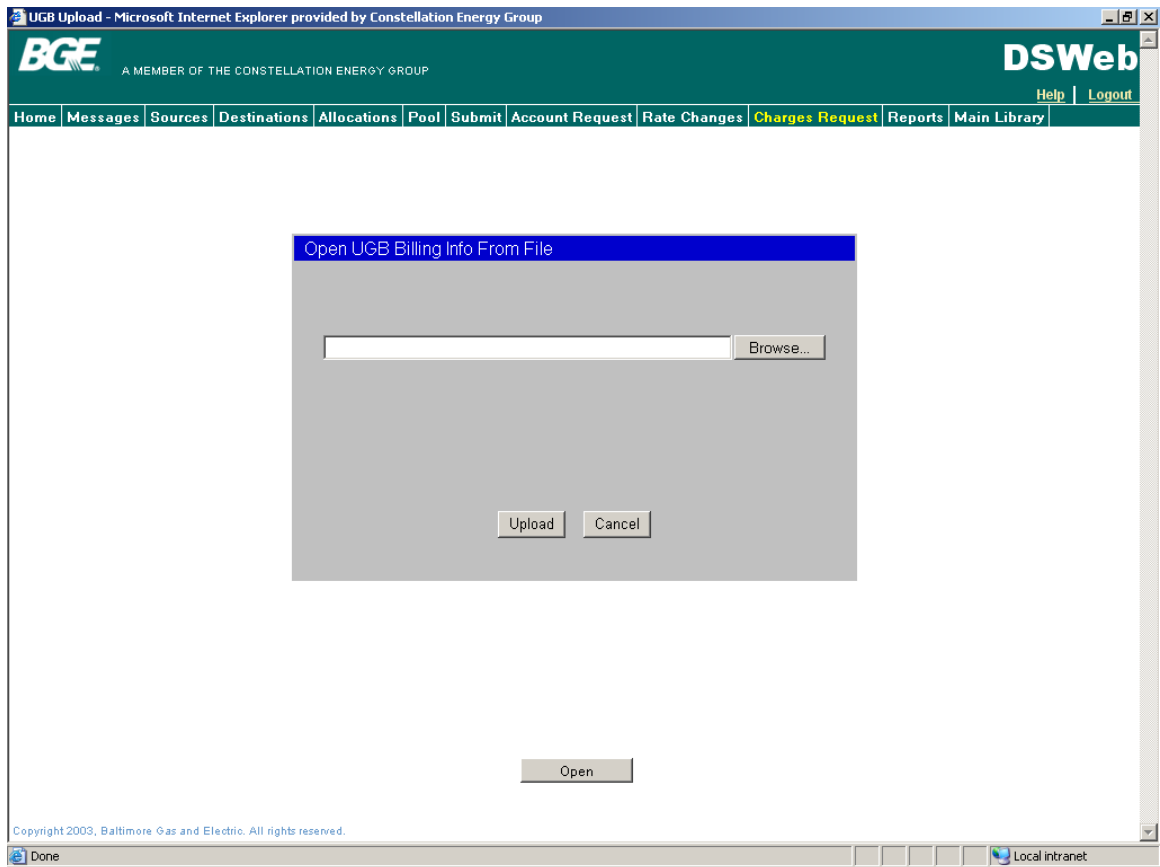 UGB Upload - Microsoft Internet Explorer provided by Constellation Energy Group
BGE.
A MEMBER OF THE CONSTELLATION ENERGY GROUP
DSWeb
Help | Logout
Home | Messages | Sources | Destinations | Allocations | Pool | Submit | Account Request | Rate Changes | Charges Request | Reports | Main Library
Open UGB Billing Info From File
Browse...
Upload Cancel
Open
Copyright 2003, Baltimore Gas and Electric. All rights reserved.
Done Local intranet